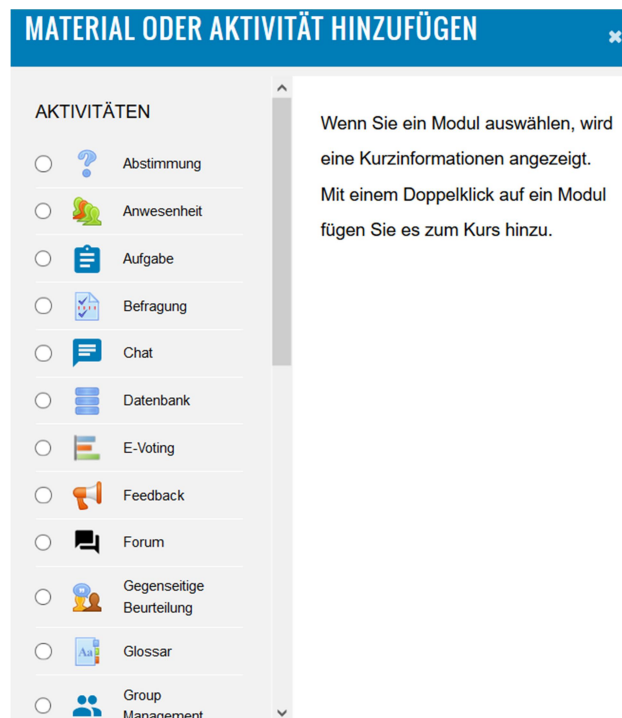 MATERIAL ODER AKTIVITÄT HINZUFÜGEN
AKTIVITÄTEN
Abstimmung
Anwesenheit
Aufgabe
Befragung
Chat
Datenbank
E-Voting
Feedback
Forum
Gegenseitige
Beurteilung
Glossar
Group
Management
Wenn Sie ein Modul auswählen, wird
eine Kurzinformationen angezeigt.
Mit einem Doppelklick auf ein Modul
fügen Sie es zum Kurs hinzu.